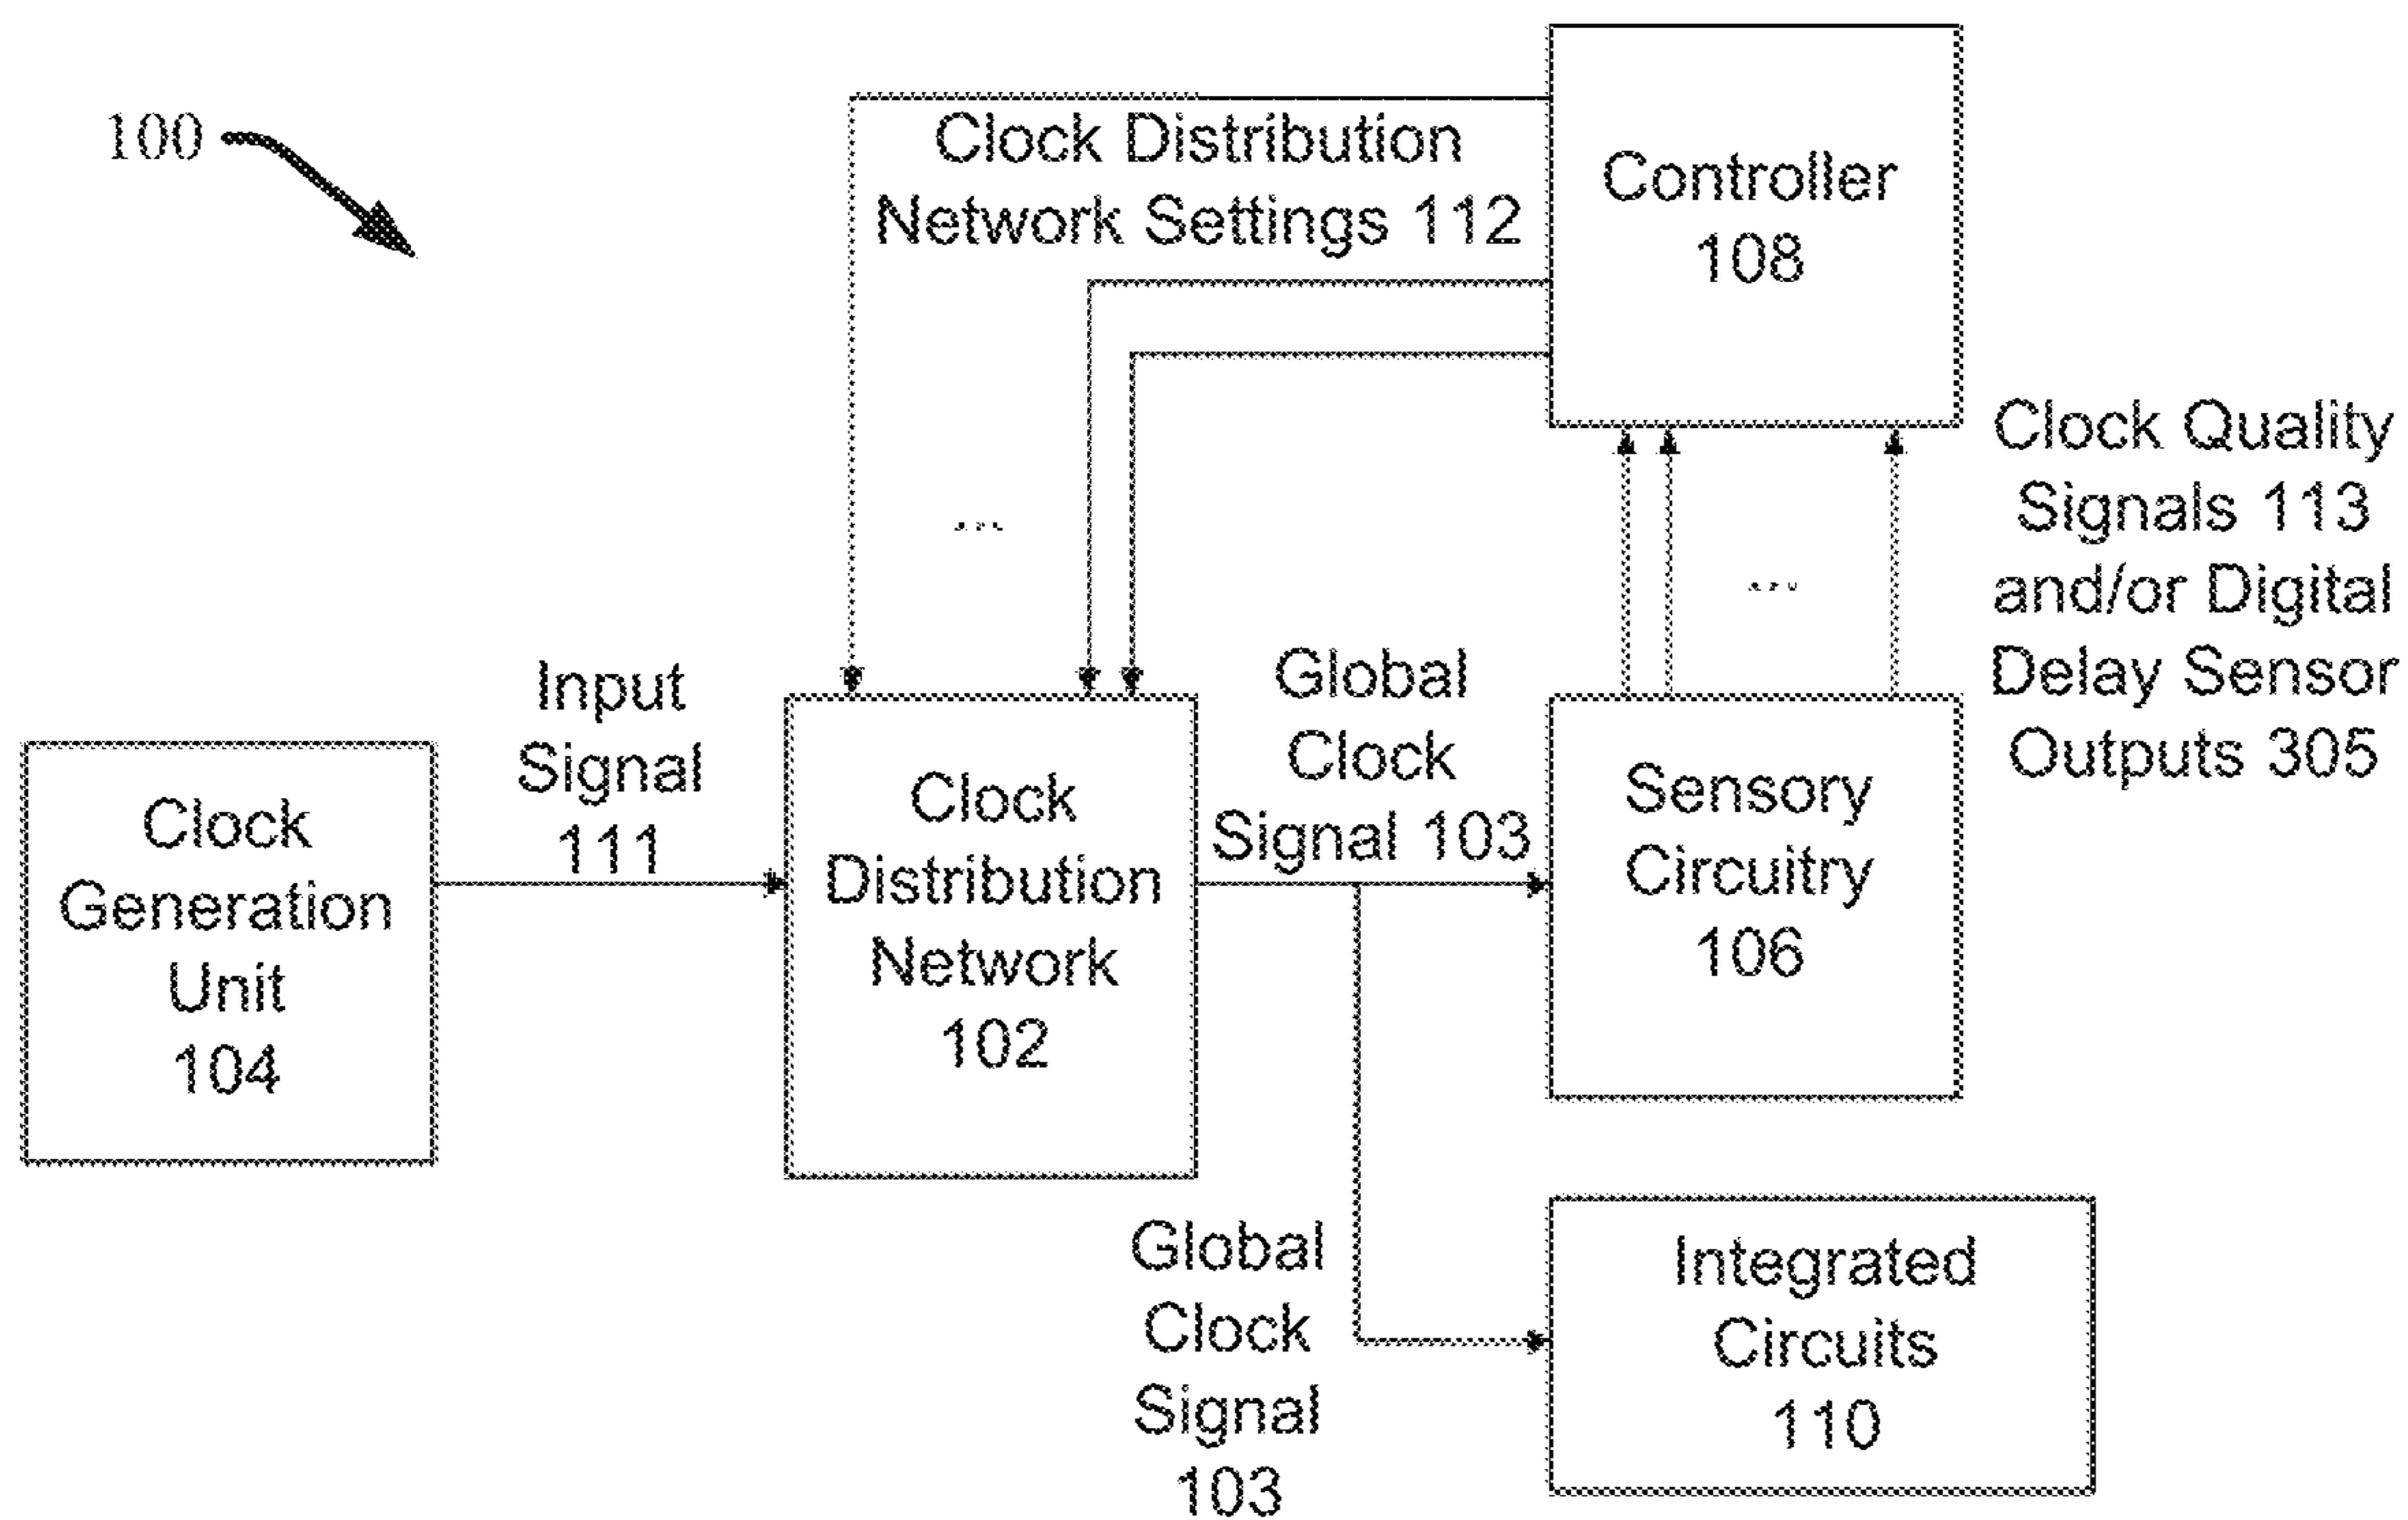 100
Clock Distribution
Network Settings 112
Controller
108
Clock Quality
Signals 113
and/or Digital
Delay Sensor
Outputs 305
...
...
Input
Signal
111
Global
Clock
Signal 103
Clock
Generation
Unit
104
Clock
Distribution
Network
102
Sensory
Circuitry
106
Global
Clock
Signal
103
Integrated
Circuits
110